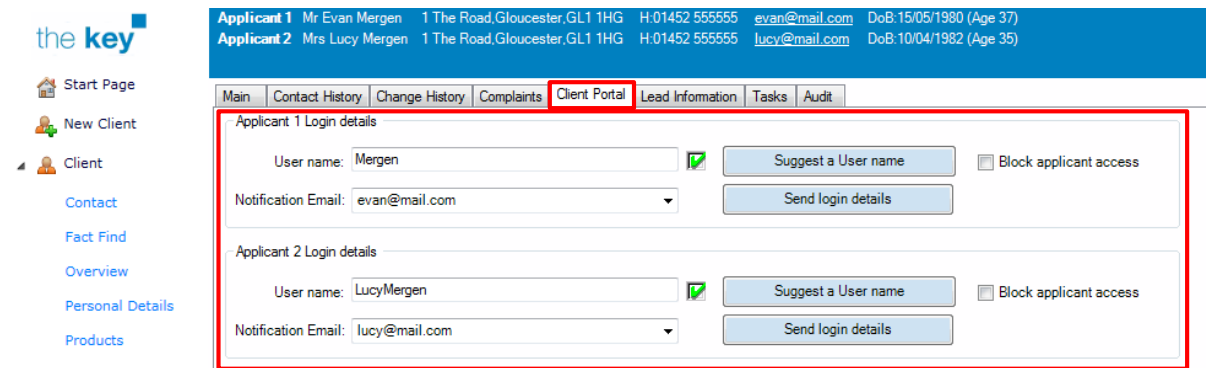 the key
Start Page
New Client
Client
Contact
Fact Find
Overview
Personal Details
Products
Applicant 1 Mr Evan Mergen 1 The Road,Gloucester,GL1 1HG H:01452 555555 evan@mail.com DoB:15/05/1980 (Age 37)
Applicant 2 Mrs Lucy Mergen 1 The Road,Gloucester,GL1 1HG H:01452 555555 lucy@mail.com DoB:10/04/1982 (Age 35)
Main Contact History Change History Complaints Client Portal Lead Information Tasks Audit
Applicant 1 Login details
User name: Mergen Suggest a User name Block applicant access
Notification Email: evan@mail.com Send login details
Applicant 2 Login details
User name: LucyMergen Suggest a User name Block applicant access
Notification Email: lucy@mail.com Send login details